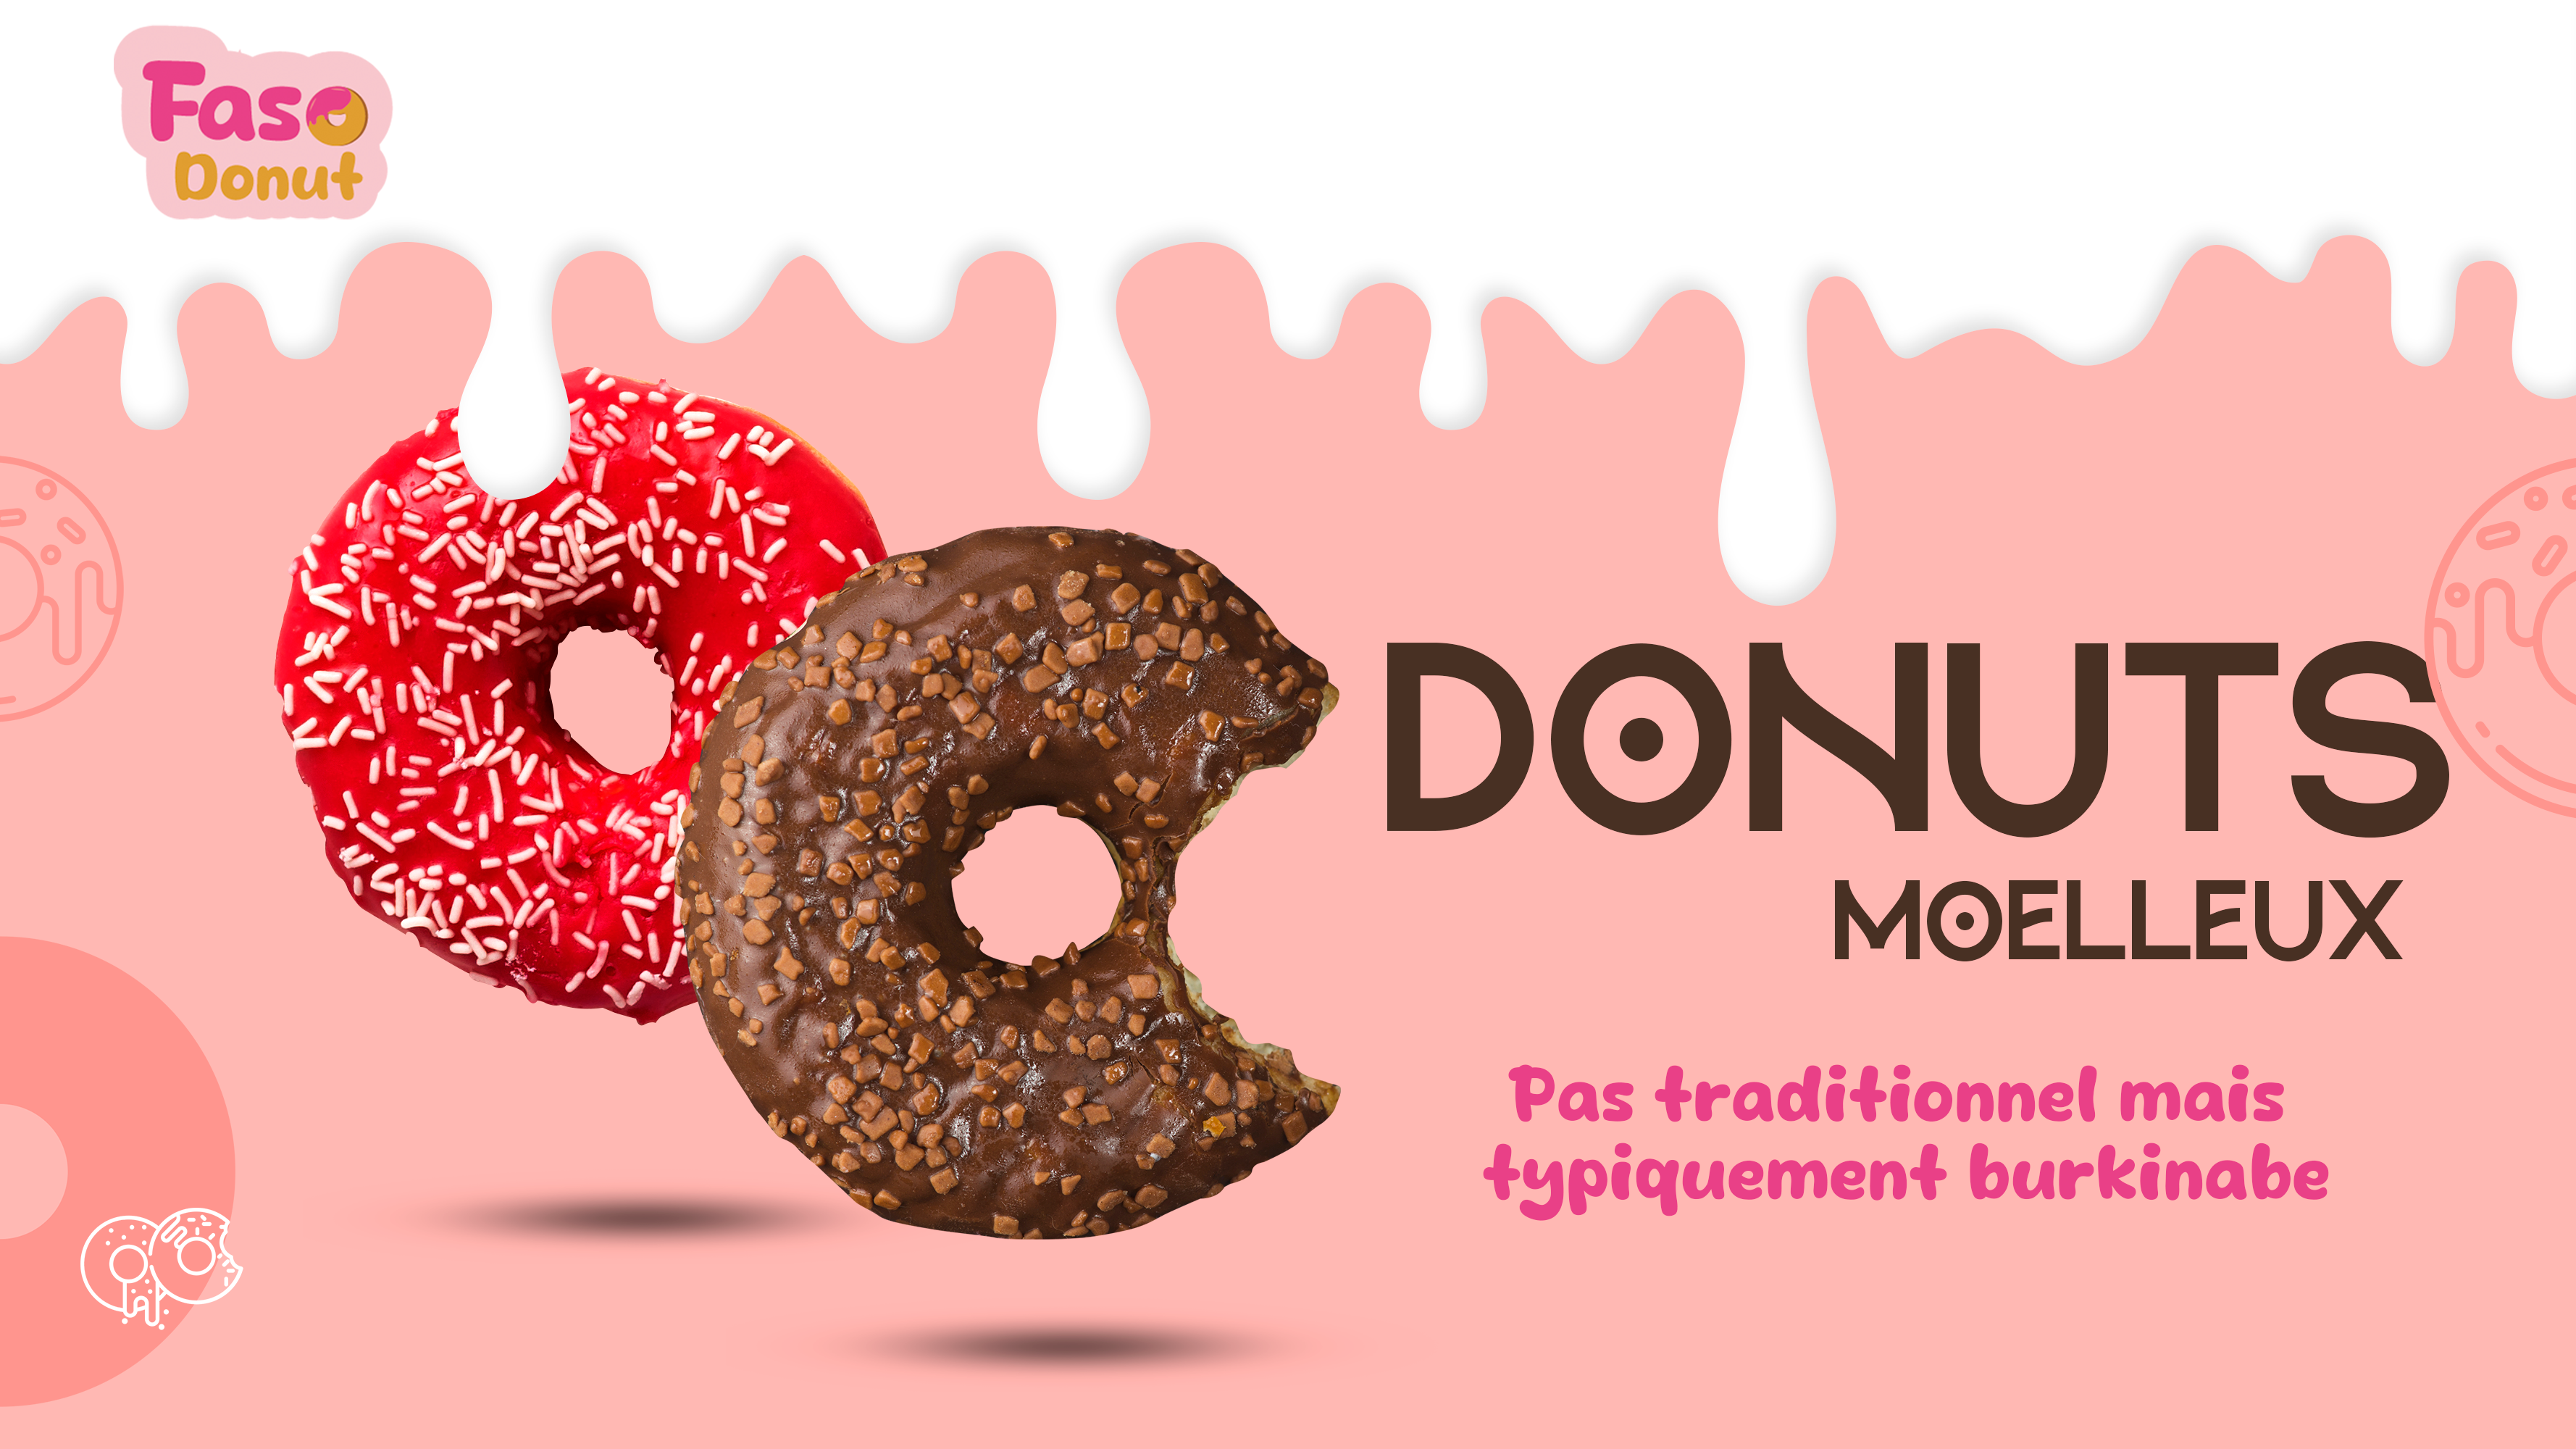 Faso
Donut
DONUTS
MOELLEUX
Pas traditionnel mais
typiquement burkinabe